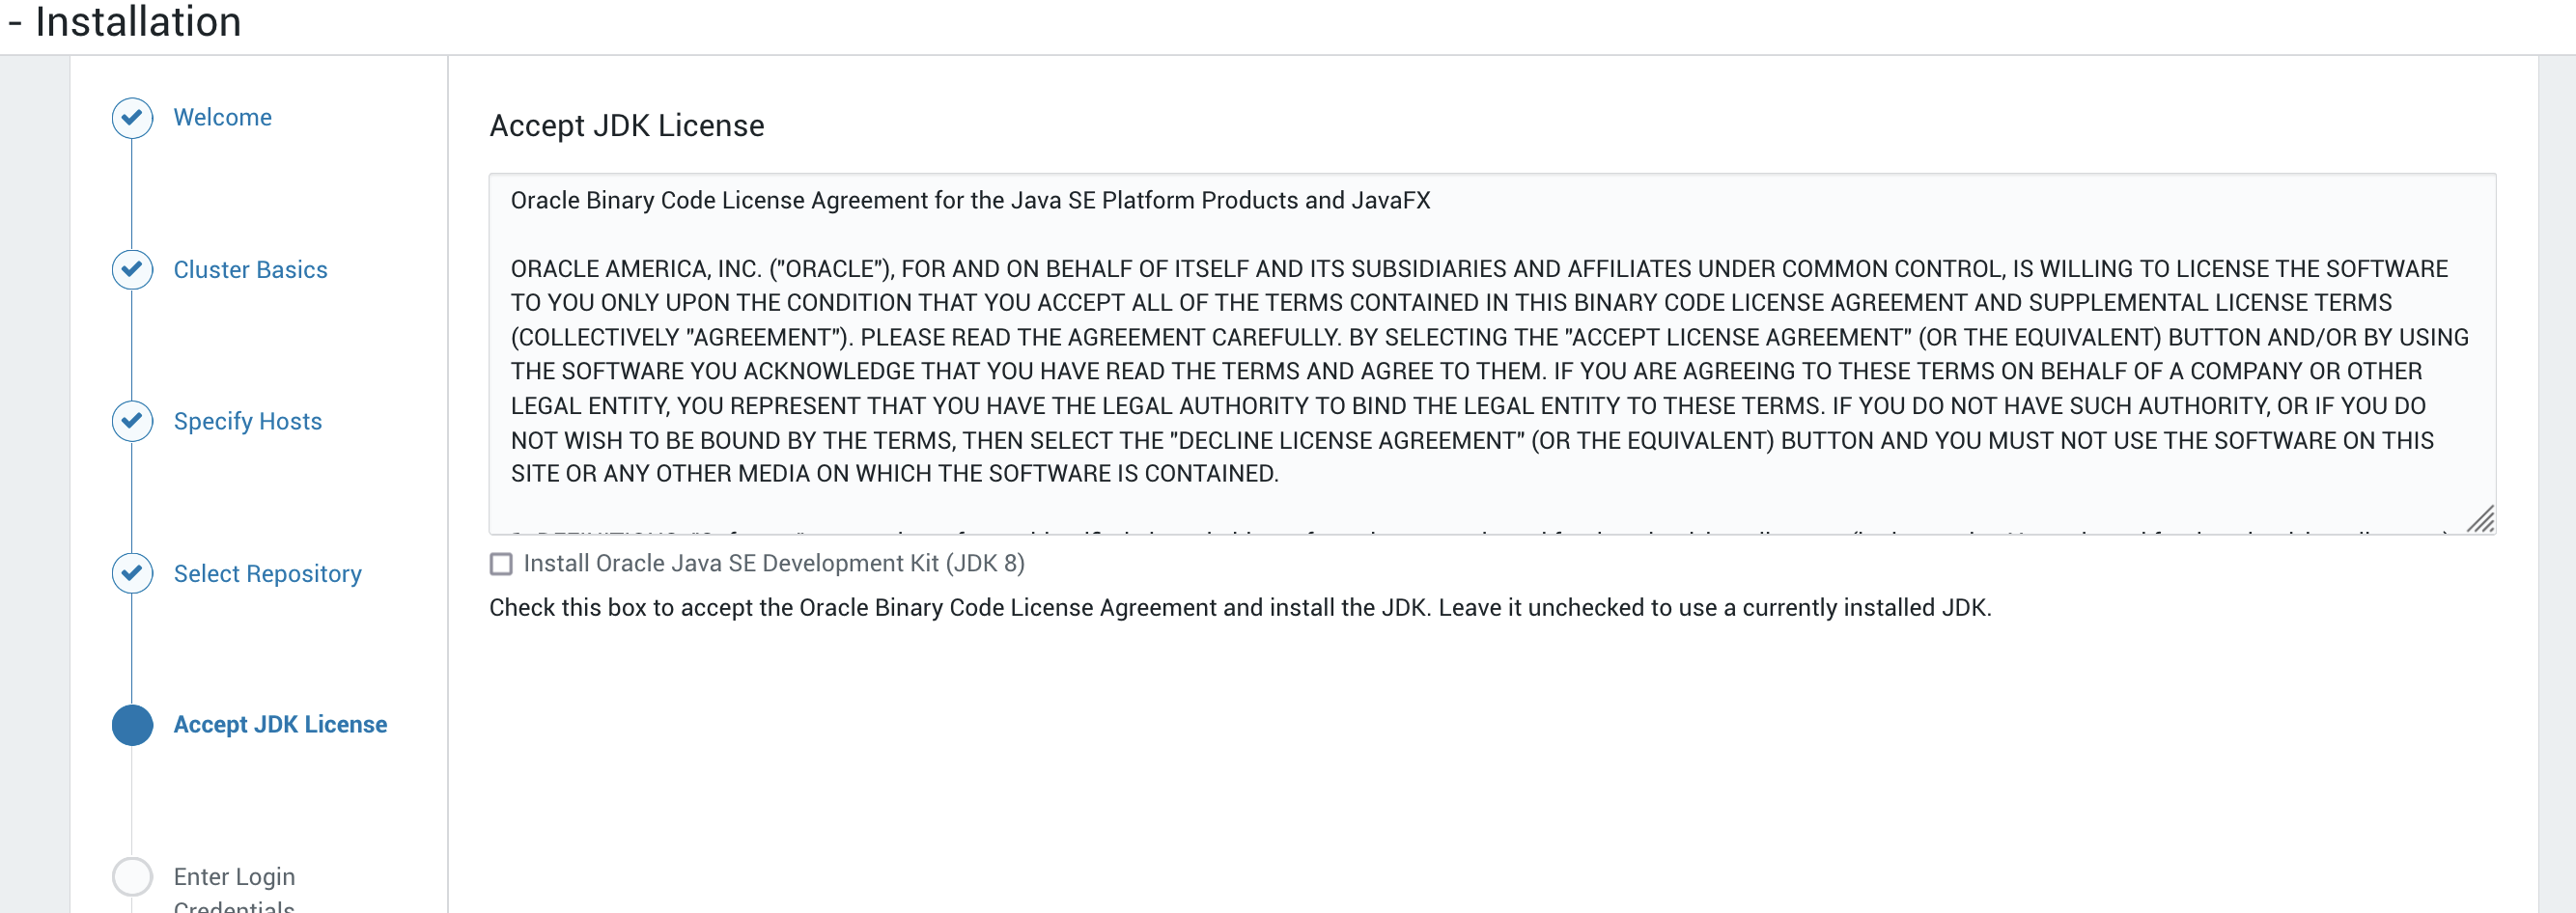 - Installation
Welcome
Cluster Basics
Specify Hosts
Select Repository
Accept JDK License
Enter Login
Credentials
Accept JDK License
Oracle Binary Code License Agreement for the Java SE Platform Products and JavaFX
ORACLE AMERICA, INC. ("ORACLE"), FOR AND ON BEHALF OF ITSELF AND ITS SUBSIDIARIES AND AFFILIATES UNDER COMMON CONTROL, IS WILLING TO LICENSE THE SOFTWARE
TO YOU ONLY UPON THE CONDITION THAT YOU ACCEPT ALL OF THE TERMS CONTAINED IN THIS BINARY CODE LICENSE AGREEMENT AND SUPPLEMENTAL LICENSE TERMS
(COLLECTIVELY "AGREEMENT"). PLEASE READ THE AGREEMENT CAREFULLY. BY SELECTING THE "ACCEPT LICENSE AGREEMENT" (OR THE EQUIVALENT) BUTTON AND/OR BY USING
THE SOFTWARE YOU ACKNOWLEDGE THAT YOU HAVE READ THE TERMS AND AGREE TO THEM. IF YOU ARE AGREEING TO THESE TERMS ON BEHALF OF A COMPANY OR OTHER
LEGAL ENTITY, YOU REPRESENT THAT YOU HAVE THE LEGAL AUTHORITY TO BIND THE LEGAL ENTITY TO THESE TERMS. IF YOU DO NOT HAVE SUCH AUTHORITY, OR IF YOU DO
NOT WISH TO BE BOUND BY THE TERMS, THEN SELECT THE "DECLINE LICENSE AGREEMENT" (OR THE EQUIVALENT) BUTTON AND YOU MUST NOT USE THE SOFTWARE ON THIS
SITE OR ANY OTHER MEDIA ON WHICH THE SOFTWARE IS CONTAINED.
Install Oracle Java SE Development Kit (JDK 8)
Check this box to accept the Oracle Binary Code License Agreement and install the JDK. Leave it unchecked to use a currently installed JDK.